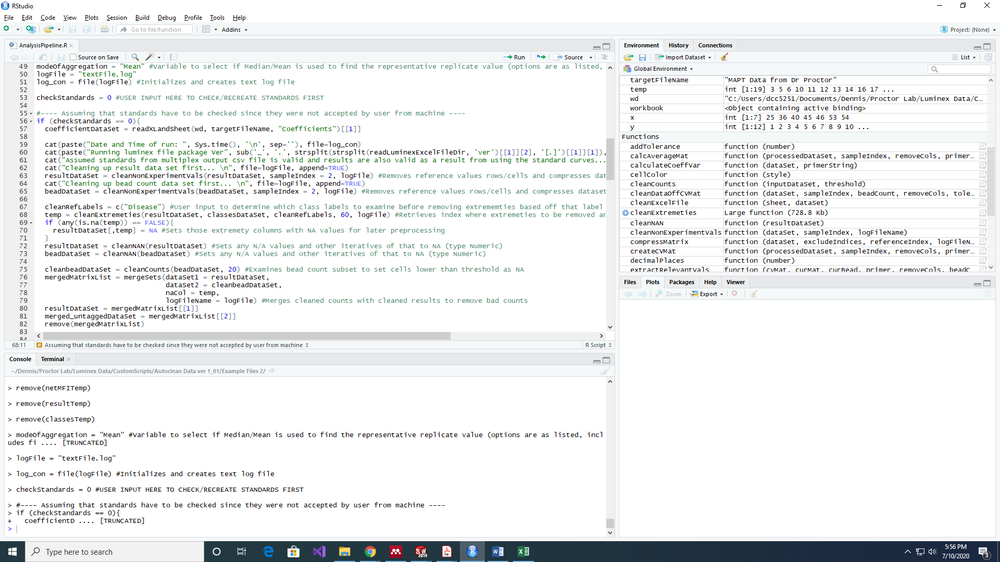 RStudio
File Edit Code View Plots Session Build Debug Profile Tools Help
Go to file/function Addins Project: (None)
AnalysisPipeline.R
Source on Save Run Source
49 modeOfAggregation = "Mean" #Variable to select if Median/Mean is used to find the representative replicate value (options are as listed,
50 logFile = "textFile.log"
51 log_con = file(logFile) #Initializes and creates text log file
52
53 checkStandards = 0 #USER INPUT HERE TO CHECK/RECREATE STANDARDS FIRST
54
55 #---- Assuming that standards have to be checked since they were not accepted by user from machine ----
56 if (checkStandards == 0){
57 coefficientDataSet = readXLandSheet(wd, targetFileName, "Coefficients")[[1]]
58
59 cat(paste("Date and Time of run: ", Sys.time(), '\n', sep=''), file=log_con)
60 cat(paste("Running luminex file package Ver", sub('_', '.', strsplit(strsplit(readLuminexExcelFileDir, 'ver')[[1]][2], '[.]')[[1]][1]),
61 cat("Assumed standards from multiplex output csv file is valid and results are also valid as a result from using the standard curves...
62 cat("Cleaning up result data set first... \n", file=logFile, append=TRUE)
63 resultDataSet = cleanNonExperimentVals(resultDataSet, sampleIndex = 2, logFile) #Removes reference values rows/cells and compresses dat
64 cat("Cleaning up bead count data set first... \n", file=logFile, append=TRUE)
65 beadDataSet = cleanNonExperimentVals(beadDataSet, sampleIndex = 2, logFile) #Removes reference values rows/cells and compresses dataset
66
67 cleanRefLabels = c("Disease") #User input to determine which class labels to examine before removing extrememties based off that label
68 temp = cleanExtremeties(resultDataSet, classesDataSet, cleanRefLabels, 60, logFile) #Retrieves index where extremeties to be removed ar
69 if (any(is.na(temp)) == FALSE){
70 resultDataSet[,temp] = NA #Sets those extremety columns with NA values for later preprocessing
71 }
72 resultDataSet = cleanNAN(resultDataSet) #Sets any N/A values and other iteratives of that to NA (type Numeric)
73 beadDataSet = cleanNAN(beadDataSet) #Sets any N/A values and other iteratives of that to NA (type Numeric)
74
75 cleanbeadDataSet = cleanCounts(beadDataSet, 20) #Examines bead count subset to set cells lower than threshold as NA
76 mergedMatrixList = mergeSets(dataSet1 = resultDataSet,
77 dataSet2 = cleanbeadDataSet,
78 naCol = temp,
79 logFileName = logFile) #Merges cleaned counts with cleaned results to remove bad counts
80 resultDataSet = mergedMatrixList[[1]]
81 merged_untaggedDataSet = mergedMatrixList[[2]]
82 remove(mergedMatrixList)
83
84
68:11 # Assuming that standards have to be checked since they were not accepted by user from machine R Script
Console Terminal
~/Dennis/Proctor Lab/Luminex Data/CustomScripts/Autoclean Data ver 1_01/Example Files 2/
> remove(netMFITemp)
> remove(resultTemp)
> remove(classesTemp)
> modeOfAggregation = "Mean" #Variable to select if Median/Mean is used to find the representative replicate value (options are as listed, incl
udes fi .... [TRUNCATED]
> logFile = "textFile.log"
> log_con = file(logFile) #Initializes and creates text log file
> checkStandards = 0 #USER INPUT HERE TO CHECK/RECREATE STANDARDS FIRST
> #---- Assuming that standards have to be checked since they were not accepted by user from machine ----
> if (checkStandards == 0){
+ coefficientD .... [TRUNCATED]
>
Environment History Connections
Import Dataset List
Global Environment
targetFileName "MAPT Data from Dr Proctor"
temp int [1:19] 3 5 6 10 11 12 13 14 16 17 ...
wd "C:/Users/dcc5251/Documents/Dennis/Proctor Lab/Luminex Data/C...
workbook <Object containing active binding>
x int [1:7] 25 36 40 45 46 53 54
y int [1:12] 1 2 3 4 5 6 7 8 9 10 ...
Functions
addTolerance function (number)
calcAverageMat function (processedDataSet, sampleIndex, removeCols, primer...
calculateCoeffVar function (dataSet, primerString)
cellColor function (style)
cleanCounts function (inputDataSet, threshold)
cleanDataOffCVMat function (dataSet, sampleIndex, beadCount, removeCols, tole...
cleanExcelFile function (sheet, dataSet)
cleanExtremeties Large function (728.8 Kb)
cleanNAN function (resultDataSet)
cleanNonExperimentVals function (dataSet, sampleIndex, logFileName)
compressMatrix function (dataSet, excludeIndices, referenceIndex, logFileN...
createCVMat function (processedDataSet, sampleIndex, removeCols, primer...
decimalPlaces function (number)
extractRelevantVals function (cvMat, curMat, curBead, primer, removeCols, beadC
Files Plots Packages Help Viewer
Zoom Export
Type here to search
SW 2019
5:56 PM
7/10/2020
3